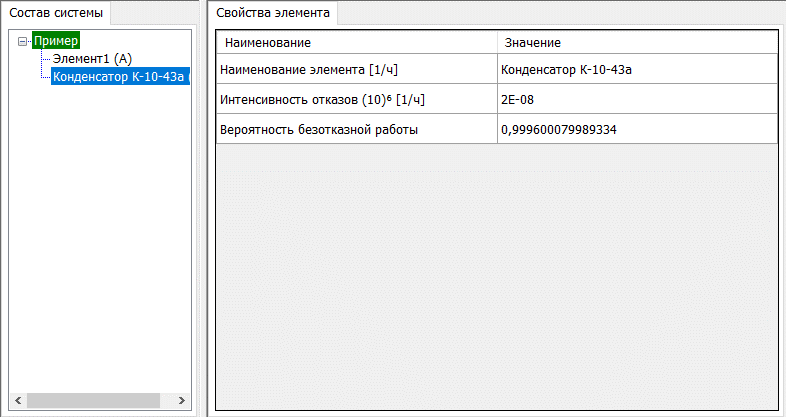 Состав системы
Пример
Элемент1 (А)
Конденсатор К-10-43а (
Свойства элемента
Наименование Значение
Наименование элемента [1/ч] Конденсатор К-10-43а
Интенсивность отказов (10)⁶ [1/ч] 2E-08
Вероятность безотказной работы 0,999600079989334